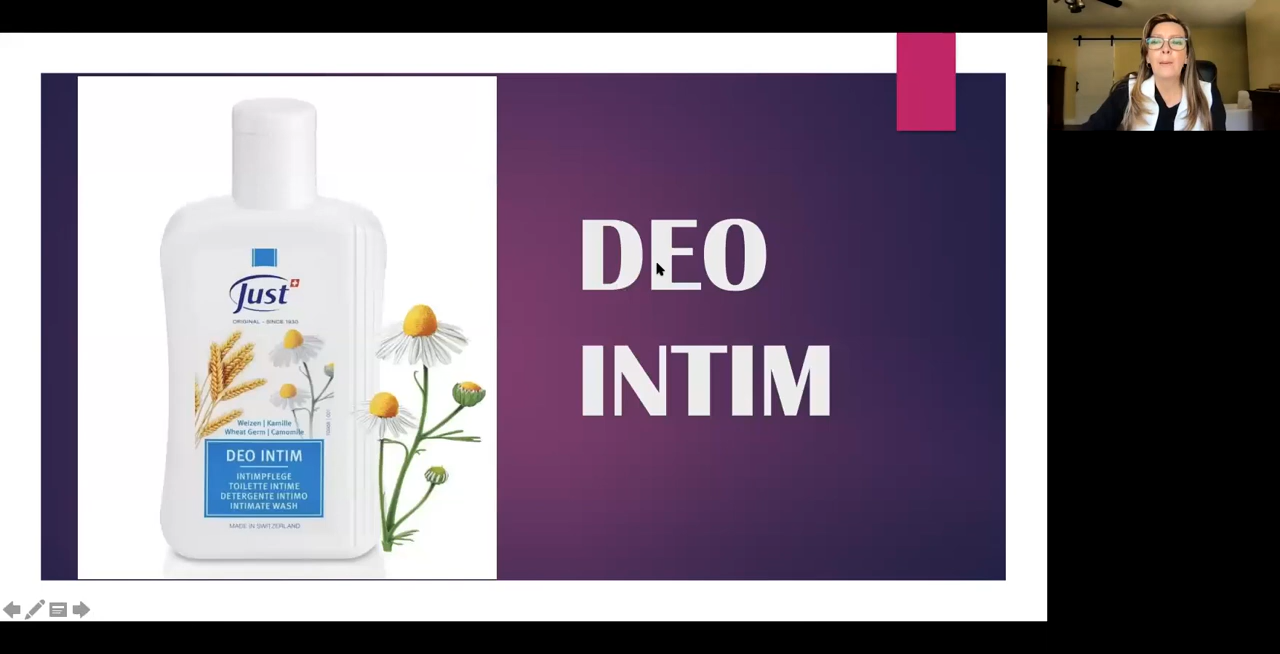 Just
ORIGINAL - SINCE 1930
Weizen | Kamille
Wheat Germ | Camomile
DEO INTIM
INTIMPFLEGE
TOILETTE INTIME
DETERGENTE INTIMO
INTIMATE WASH
MADE IN SWITZERLAND
DEO
INTIM